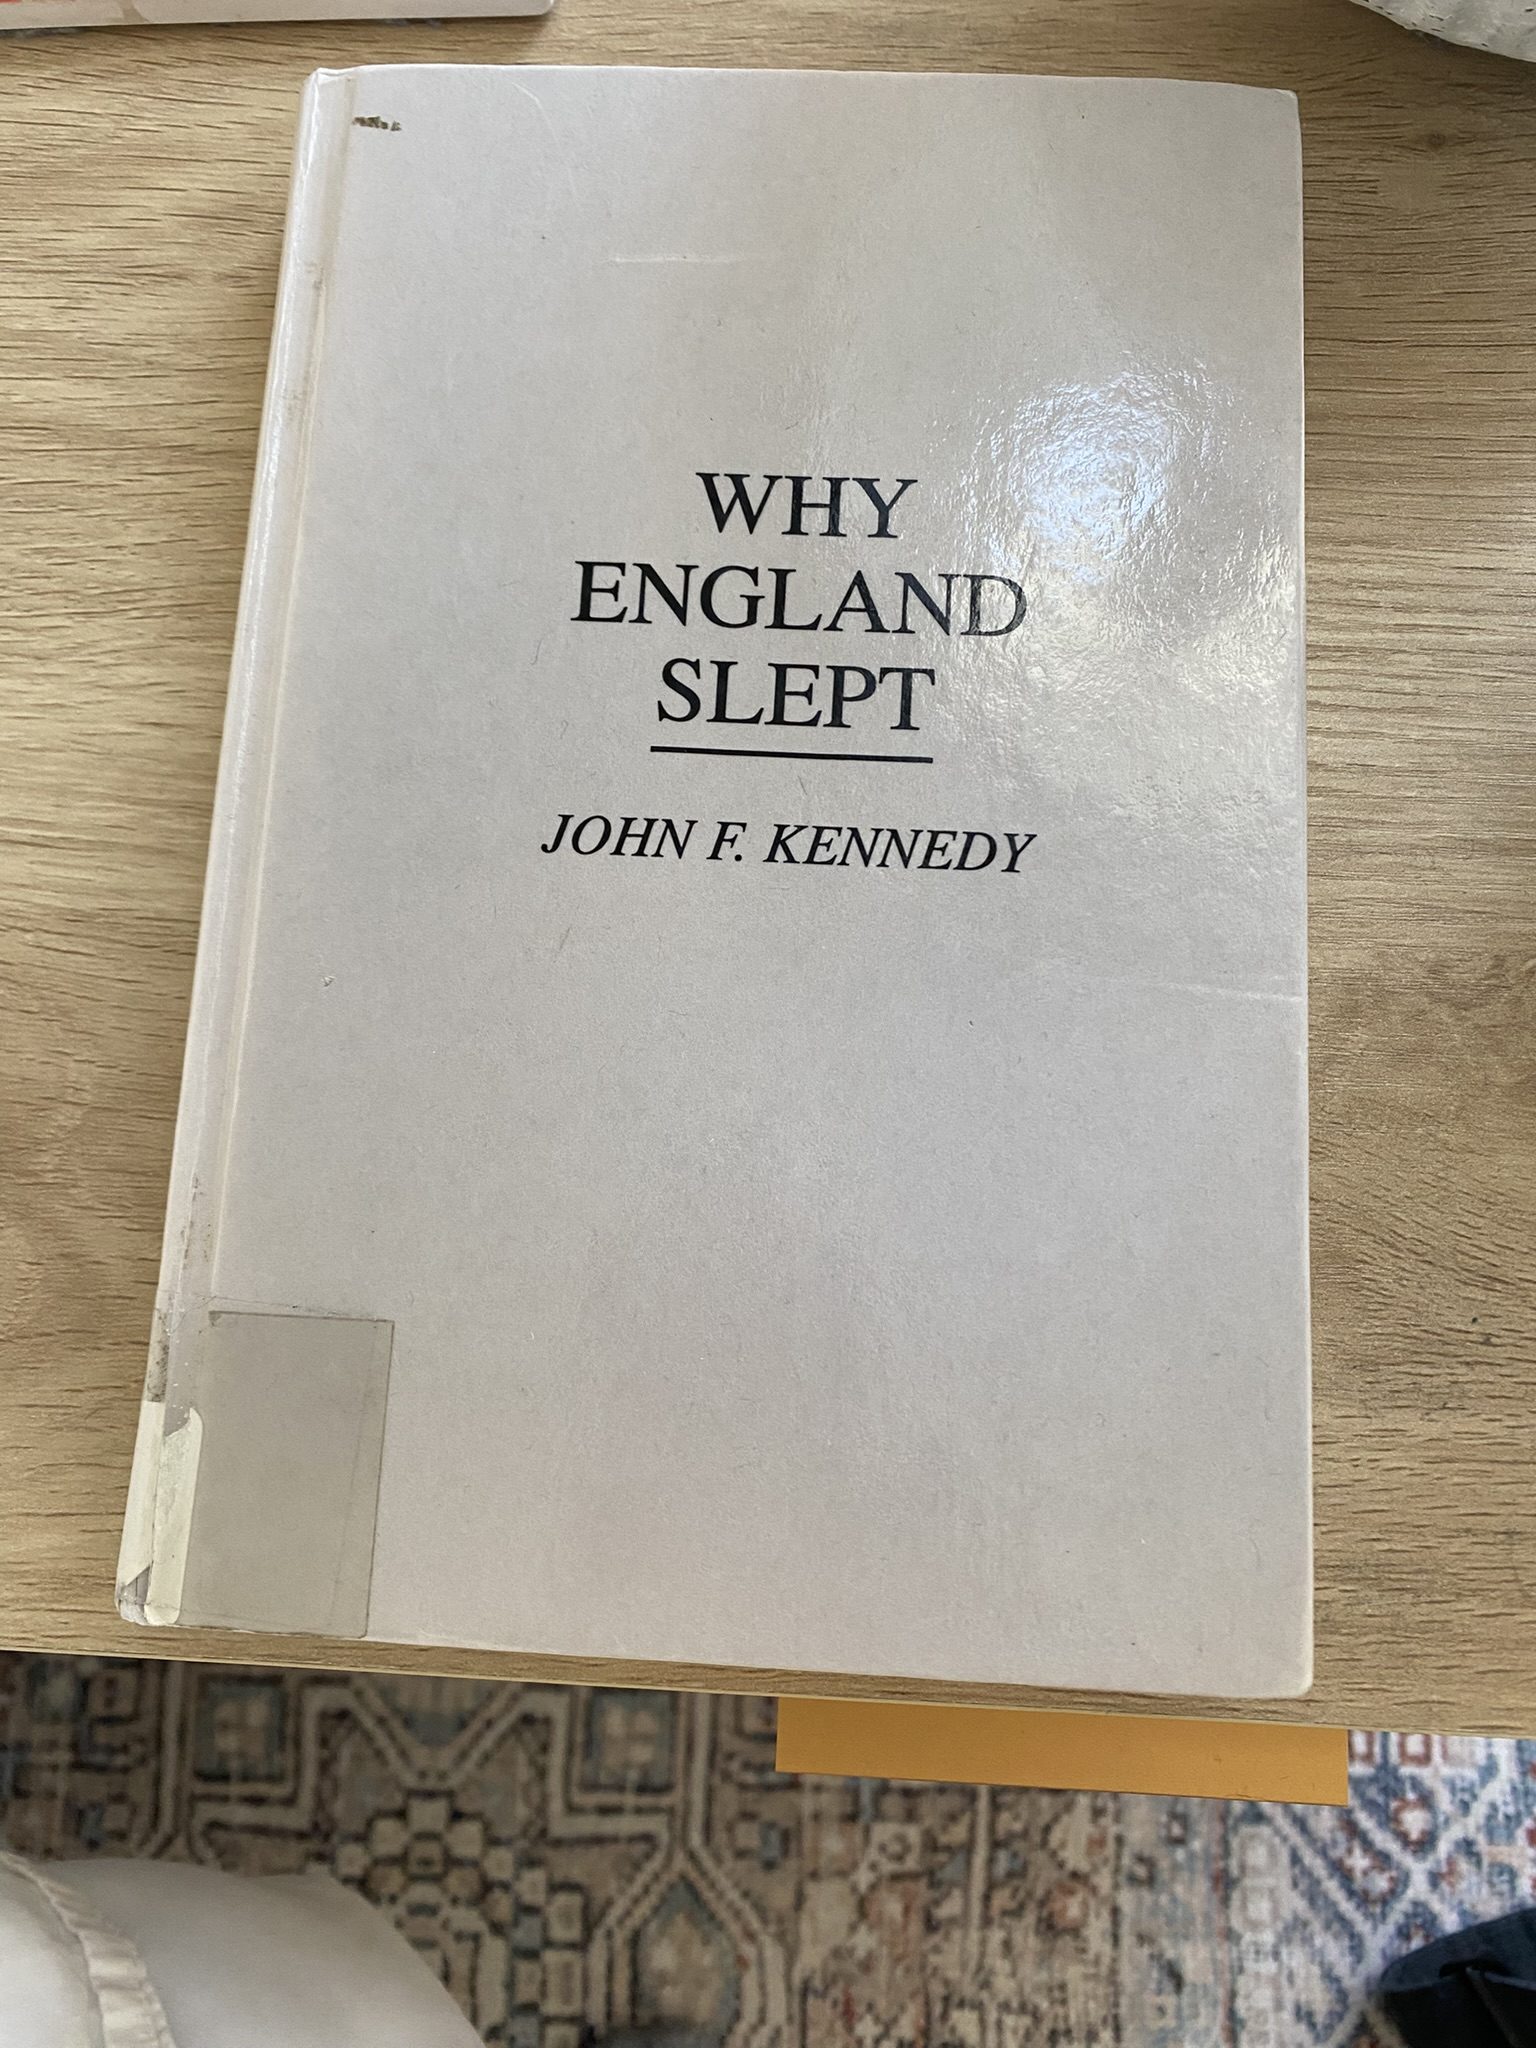 WHY
ENGLAND
SLEPT
JOHN F. KENNEDY